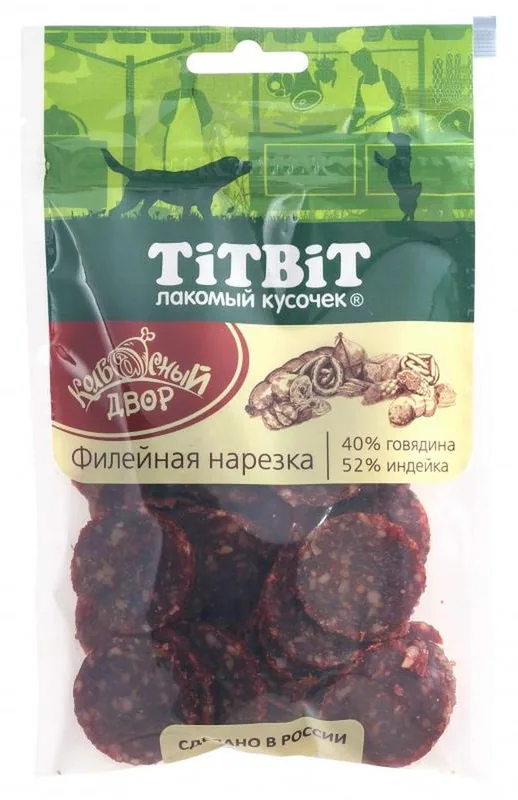 TiTBiT
лакомый кусочек®
Колбасный
ДВОР
Филейная нарезка
40% говядина
52% индейка
СДЕЛАНО В РОССИИ